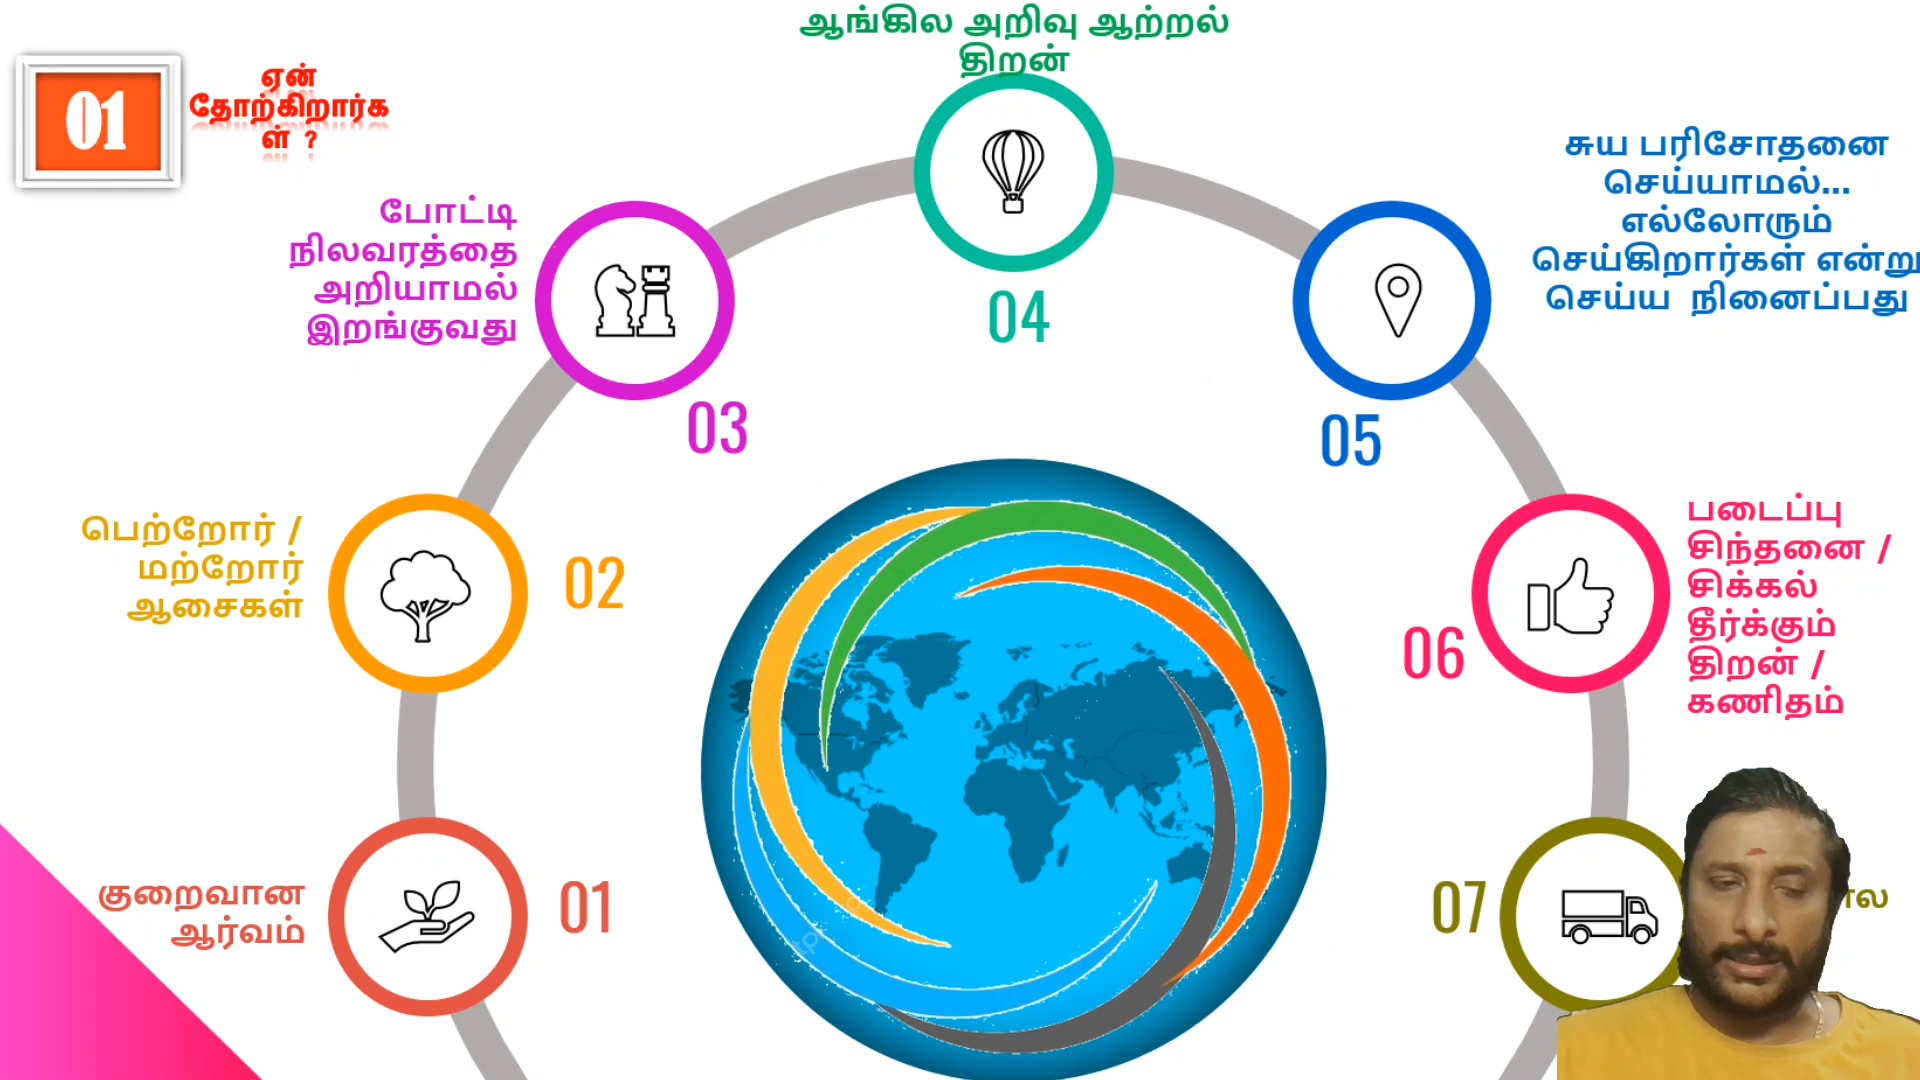 01
ஏன்
தோற்கிறார்க
ள் ?
ஆங்கில அறிவு ஆற்றல்
திறன்
04
போட்டி
நிலவரத்தை
அறியாமல்
இறங்குவது
03
சுய பரிசோதனை
செய்யாமல்...
எல்லோரும்
செய்கிறார்கள் என்று
செய்ய நினைப்பது
05
பெற்றோர் /
மற்றோர்
ஆசைகள்
02
படைப்பு
சிந்தனை /
சிக்கல்
தீர்க்கும்
திறன் /
கணிதம்
06
குறைவான
ஆர்வம்
01
07